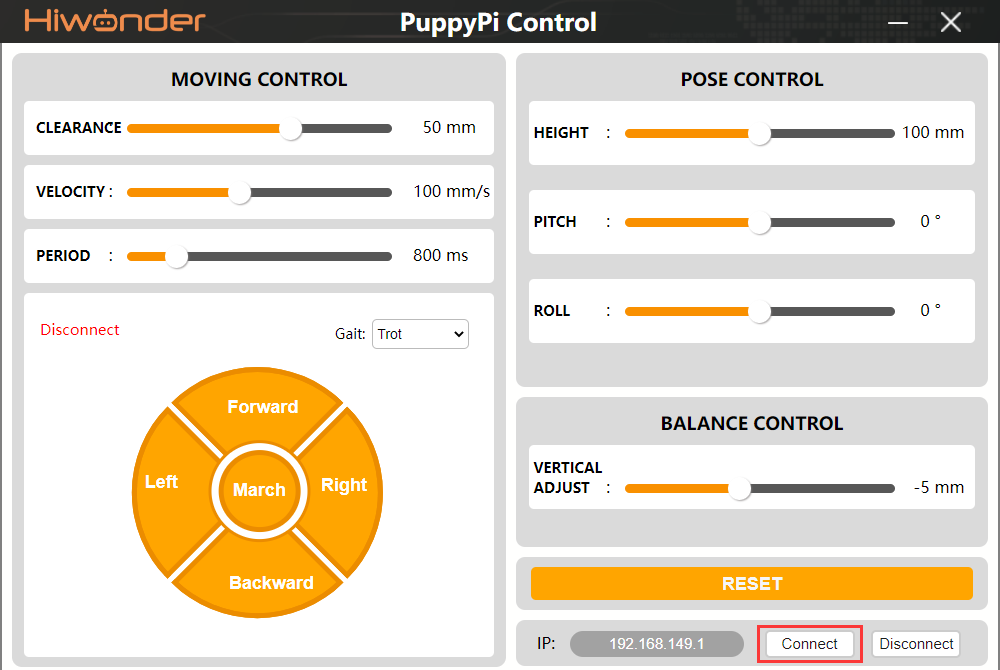 Hiwonder
PuppyPi Control
MOVING CONTROL
CLEARANCE : 50 mm
VELOCITY : 100 mm/s
PERIOD : 800 ms
Disconnect
Gait: Trot
Forward
Left
March
Right
Backward
POSE CONTROL
HEIGHT : 100 mm
PITCH : 0 °
ROLL : 0 °
BALANCE CONTROL
VERTICAL
ADJUST : -5 mm
RESET
IP: 192.168.149.1 Connect Disconnect